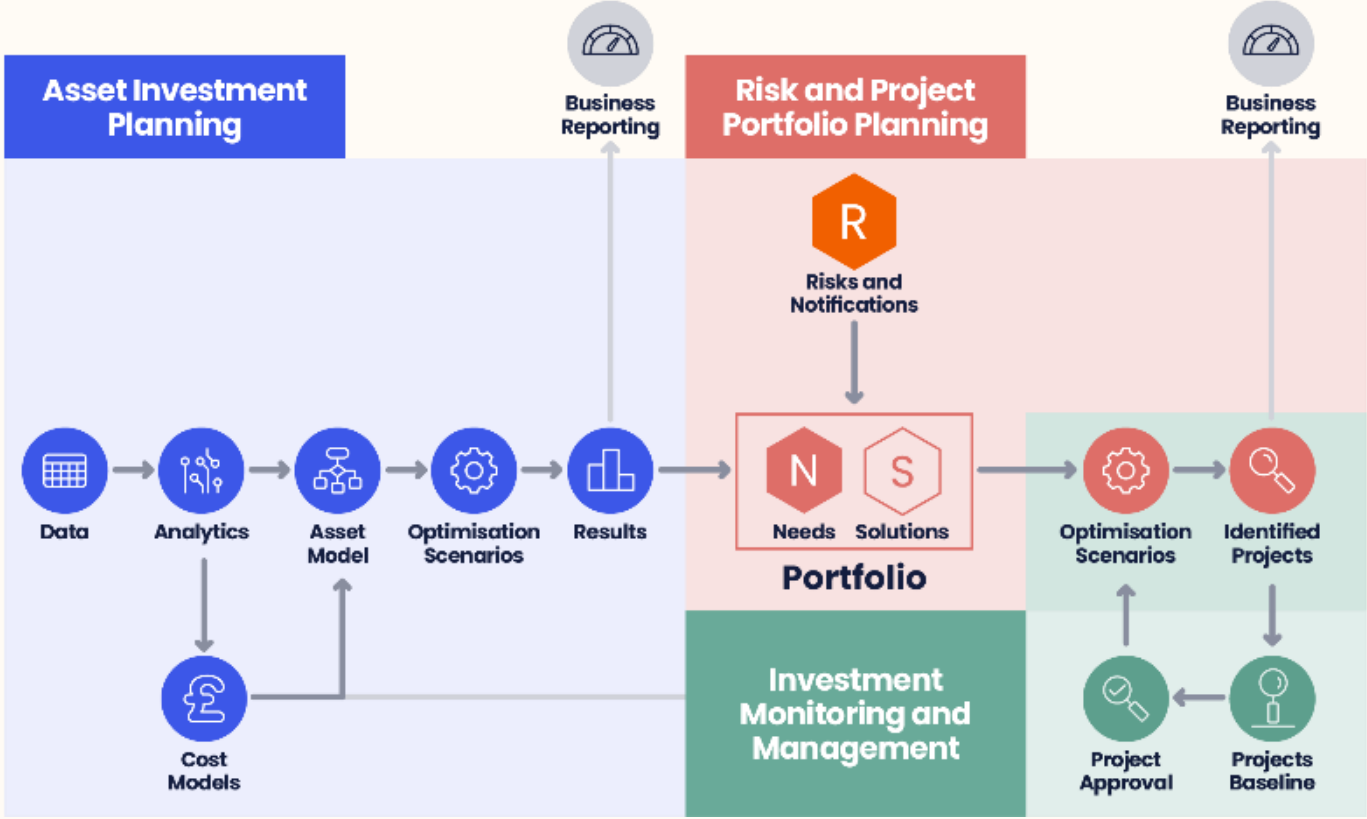 Asset Investment
Planning
Business
Reporting
Risk and Project
Portfolio Planning
Business
Reporting
R
Risks and
Notifications
N
S
Needs
Solutions
Portfolio
Data
Analytics
Asset
Model
Optimisation
Scenarios
Results
Optimisation
Scenarios
Identified
Projects
£
Cost
Models
Investment
Monitoring and
Management
Project
Approval
Projects
Baseline